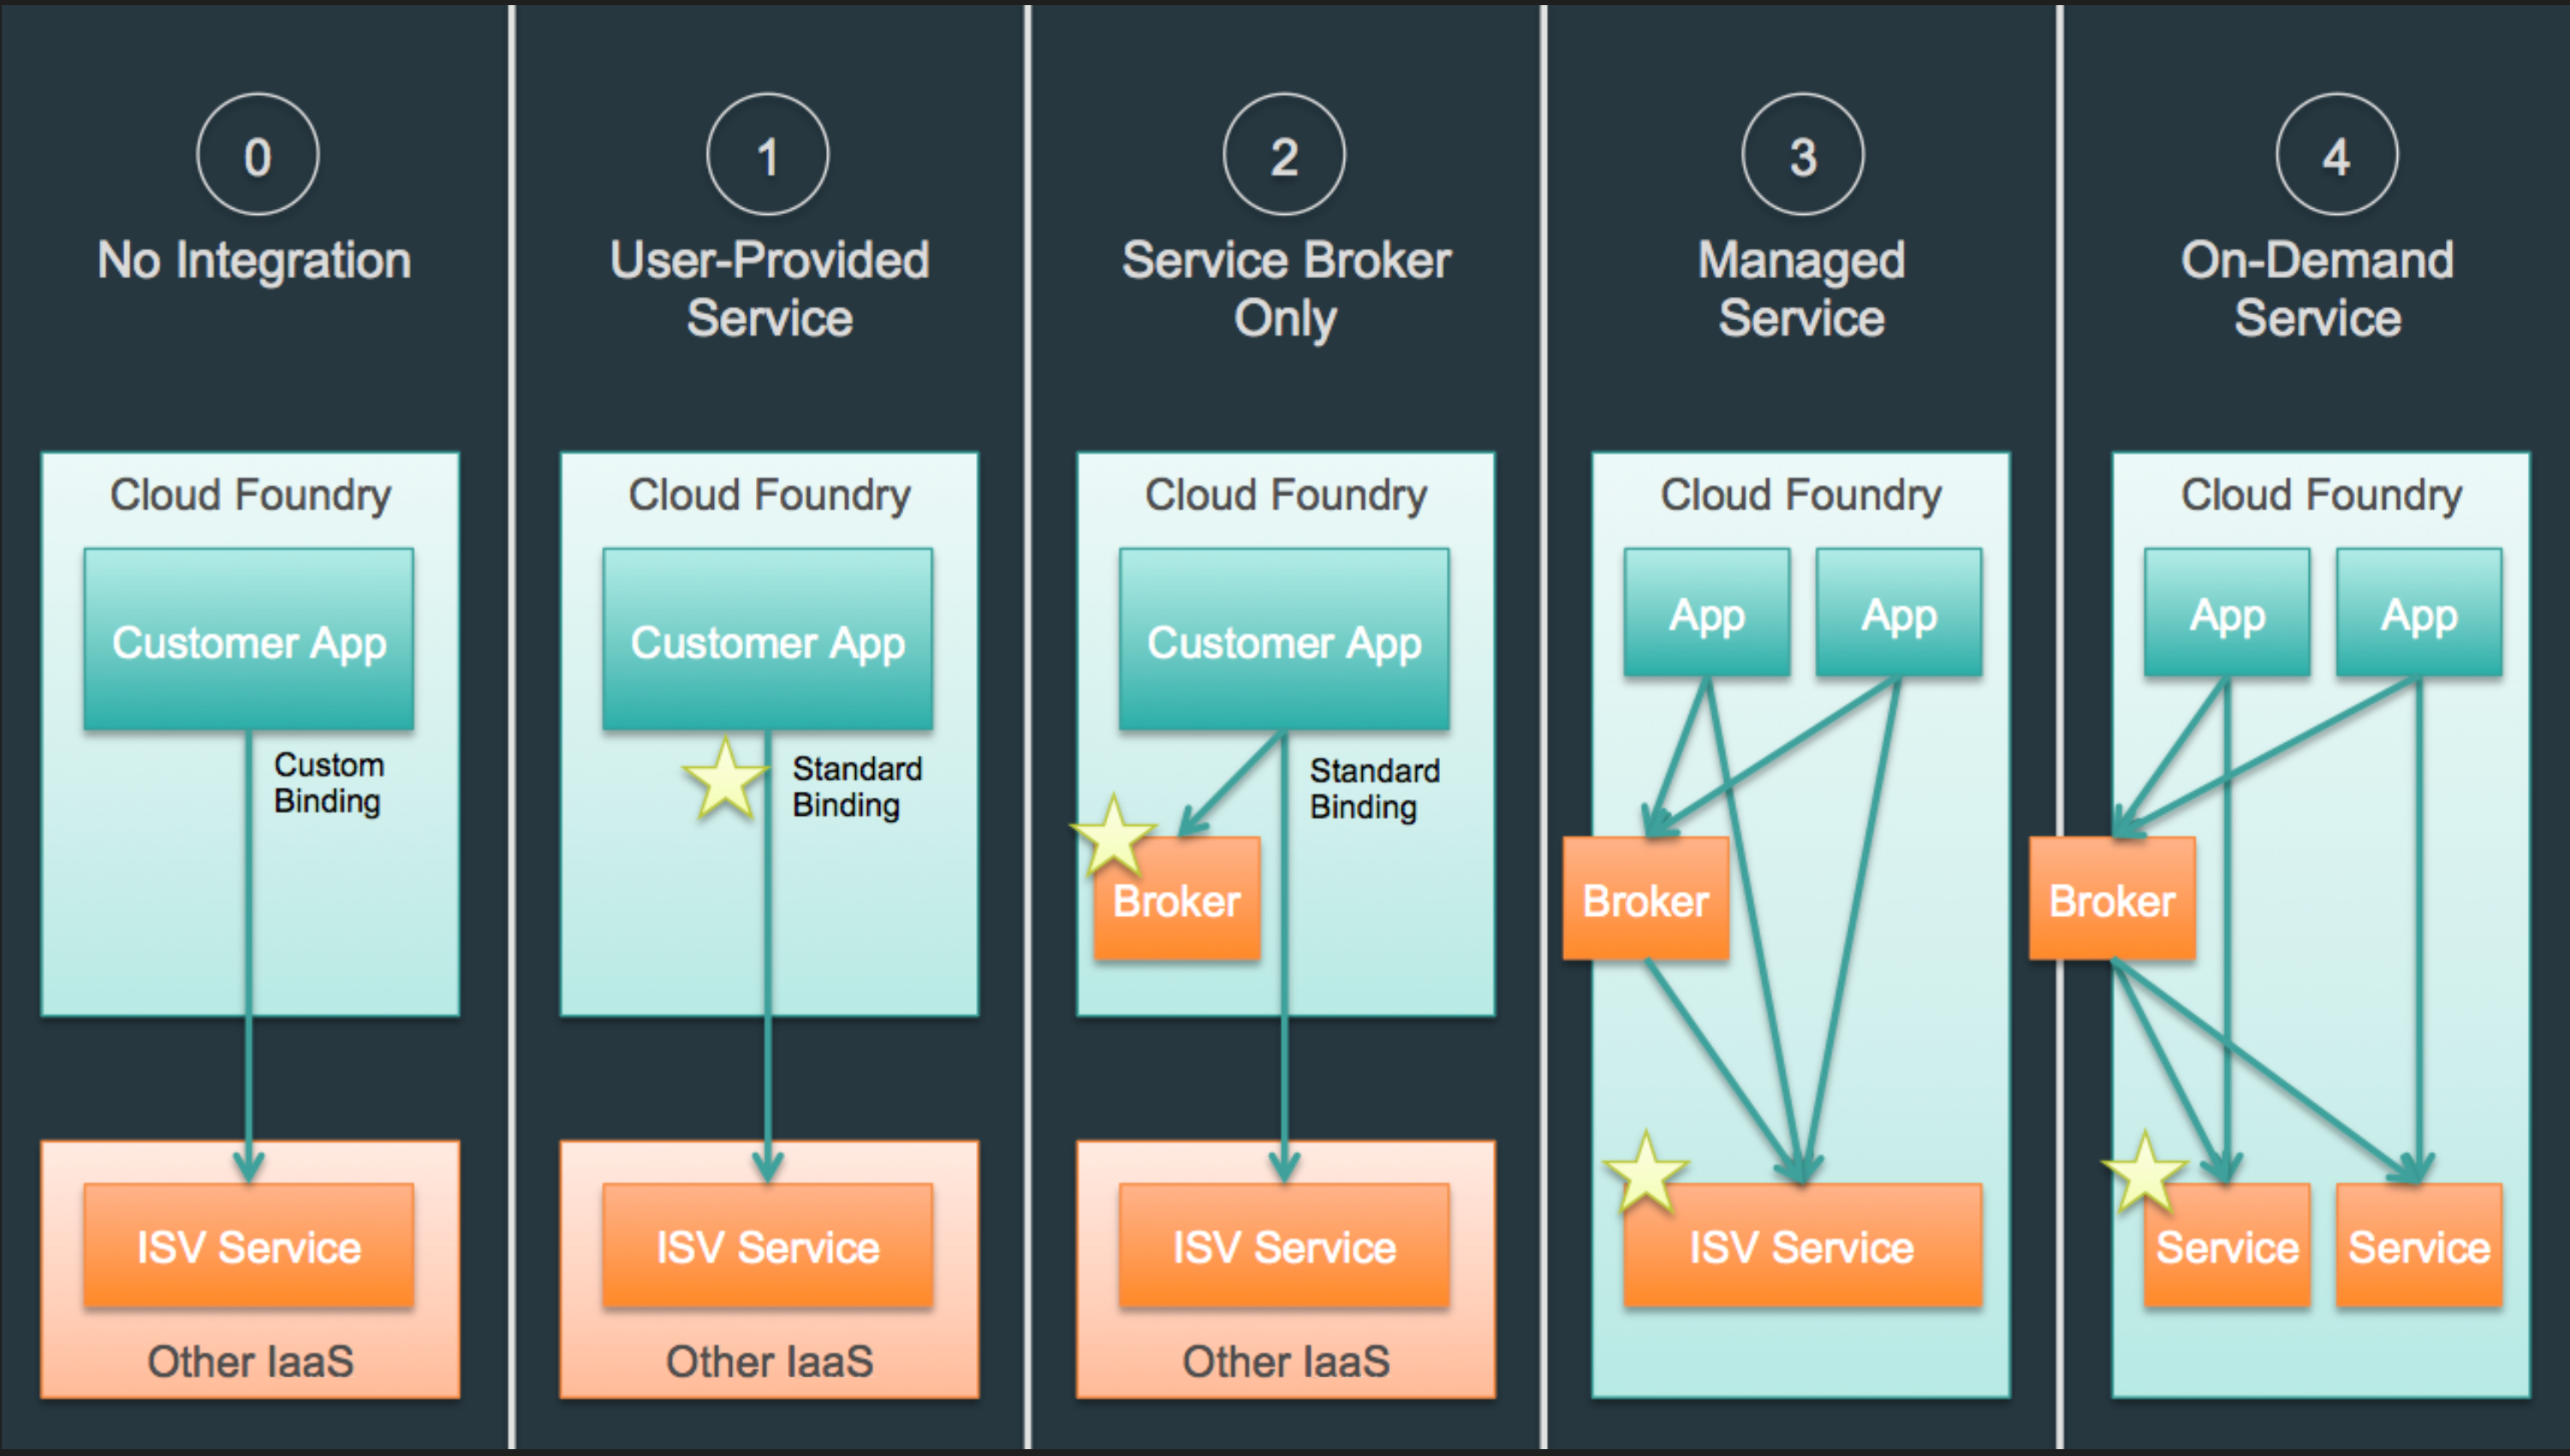 0
No Integration
Cloud Foundry
Customer App
Custom
Binding
ISV Service
Other IaaS
1
User-Provided
Service
Cloud Foundry
Customer App
Standard
Binding
ISV Service
Other IaaS
2
Service Broker
Only
Cloud Foundry
Customer App
Standard
Binding
Broker
ISV Service
Other IaaS
3
Managed
Service
Cloud Foundry
App App
Broker
ISV Service
4
On-Demand
Service
Cloud Foundry
App App
Broker
Service Service